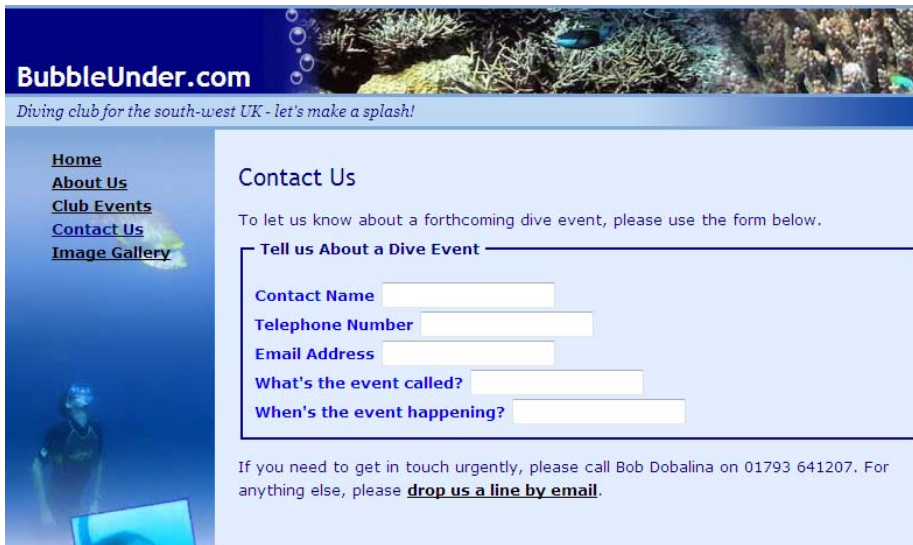 BubbleUnder.com
Diving club for the south-west UK - let's make a splash!
Home
About Us
Club Events
Contact Us
Image Gallery
Contact Us
To let us know about a forthcoming dive event, please use the form below.
Tell us About a Dive Event
Contact Name
Telephone Number
Email Address
What's the event called?
When's the event happening?
If you need to get in touch urgently, please call Bob Dobalina on 01793 641207. For
anything else, please drop us a line by email.